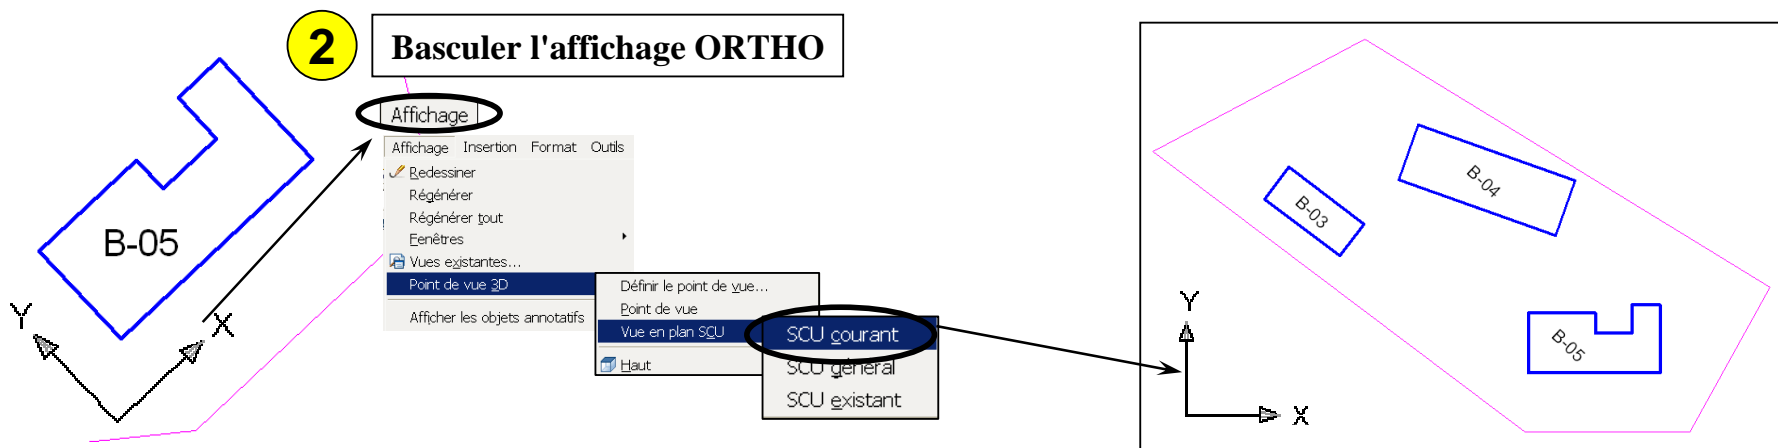 2
Basculer l'affichage ORTHO
Affichage
Affichage Insertion Format Outils
Redessiner
Régénérer
Régénérer tout
Fenêtres
Vues existantes...
Point de vue 3D
Afficher les objets annotatifs
Définir le point de vue...
Point de vue
Vue en plan SCU
Haut
SCU courant
SCU général
SCU existant
B-05
Y
X
B-04
B-03
B-05
Y
X